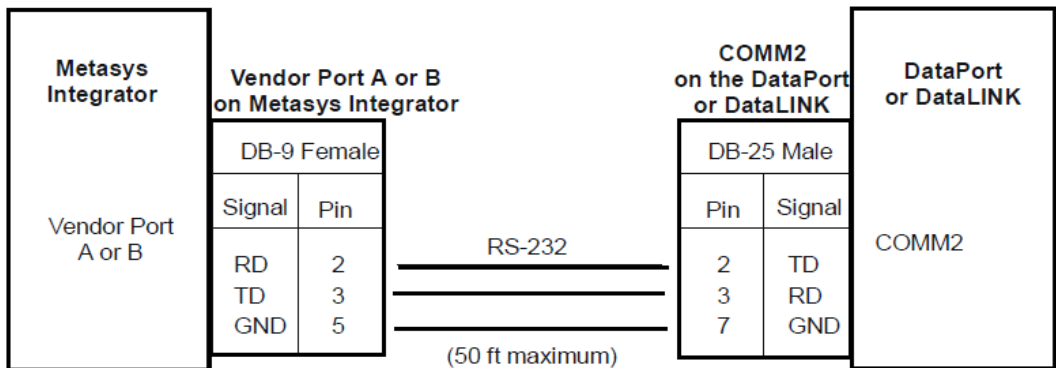 Metasys
Integrator
Vendor Port
A or B
Vendor Port A or B
on Metasys Integrator
DB-9 Female
Signal Pin
RD 2
TD 3
GND 5
RS-232
(50 ft maximum)
COMM2
on the DataPort
or DataLINK
DB-25 Male
Pin Signal
2 TD
3 RD
7 GND
DataPort
or DataLINK
COMM2